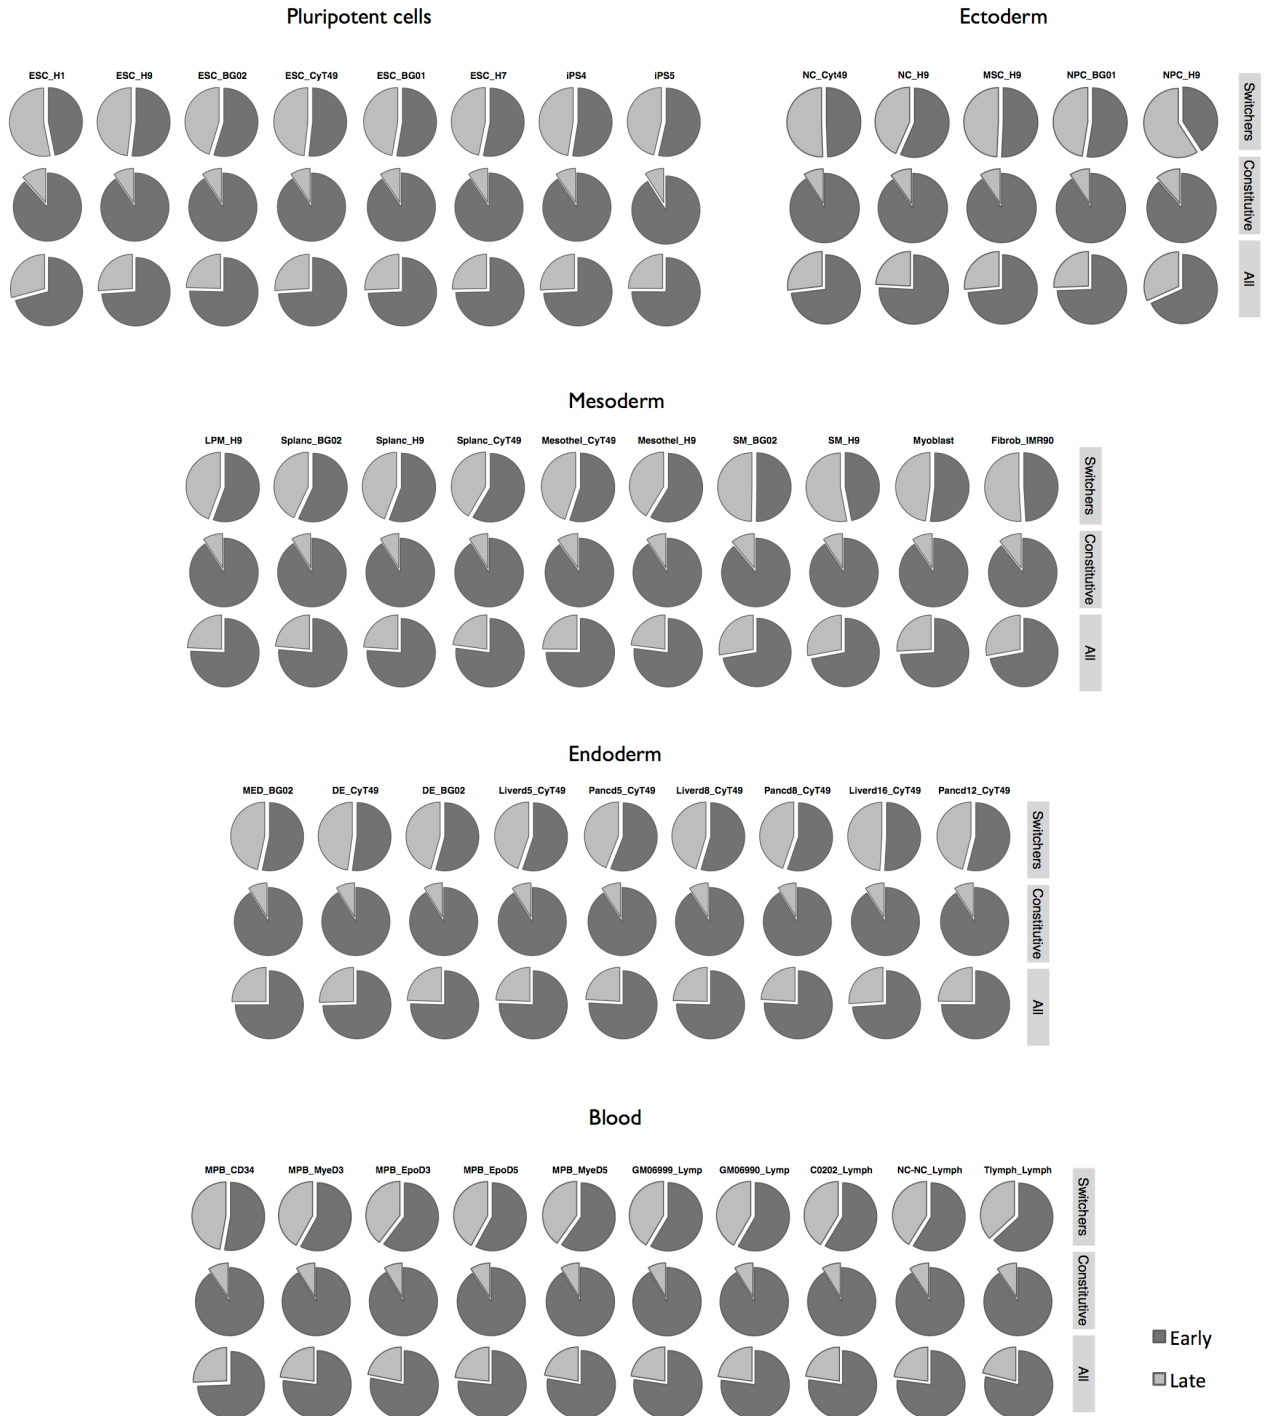 Pluripotent cells
Ectoderm
ESC_H1 ESC_H9 ESC_BG02 ESC_CyT49 ESC_BG01 ESC_H7 iPS4 iPS5
NC_Cyt49 NC_H9 MSC_H9 NPC_BG01 NPC_H9
Switchers
Constitutive
All
Mesoderm
LPM_H9 Splanc_BG02 Splanc_H9 Splanc_CyT49 Mesothel_CyT49 Mesothel_H9 SM_BG02 SM_H9 Myoblast Fibrob_IMR90
Switchers
Constitutive
All
Endoderm
MED_BG02 DE_CyT49 DE_BG02 Liverd5_CyT49 Pancd5_CyT49 Liverd8_CyT49 Pancd8_CyT49 Liverd16_CyT49 Pancd12_CyT49
Switchers
Constitutive
All
Blood
MPB_CD34 MPB_MyeD3 MPB_EpoD3 MPB_EpoD5 MPB_MyeD5 GM06999_Lymp GM06990_Lymp C0202_Lymph NC-NC_Lymph Tlymph_Lymph
Switchers
Constitutive
All
Early
Late